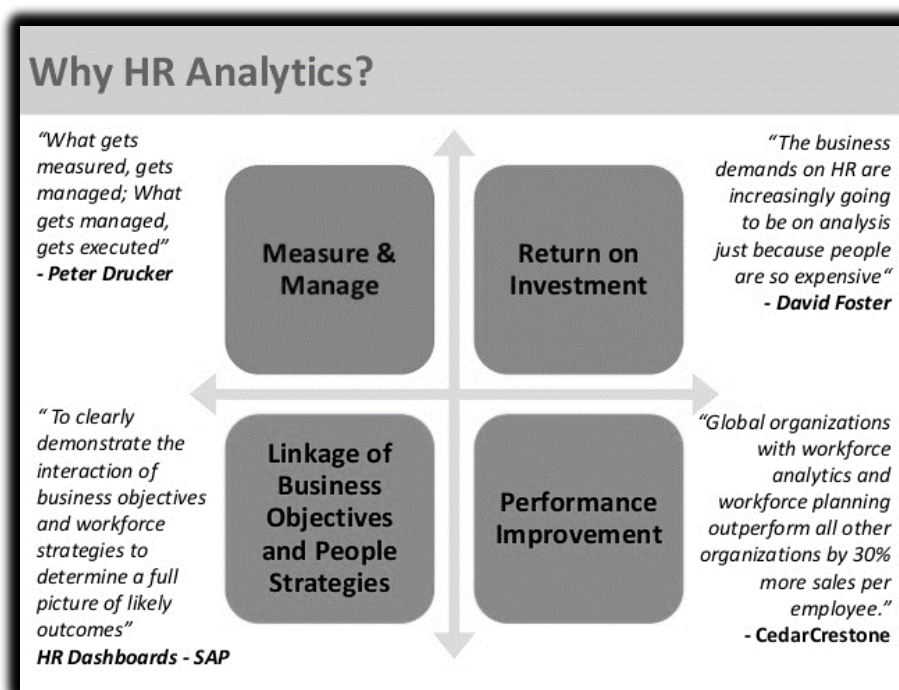 Why HR Analytics?
“What gets
measured, gets
managed; What
gets managed,
gets executed”
- Peter Drucker
Measure &
Manage
Return on
Investment
“The business
demands on HR are
increasingly going
to be on analysis
just because people
are so expensive“
- David Foster
“ To clearly
demonstrate the
interaction of
business objectives
and workforce
strategies to
determine a full
picture of likely
outcomes”
HR Dashboards - SAP
Linkage of
Business
Objectives
and People
Strategies
Performance
Improvement
“Global organizations
with workforce
analytics and
workforce planning
outperform all other
organizations by 30%
more sales per
employee.”
- CedarCrestone